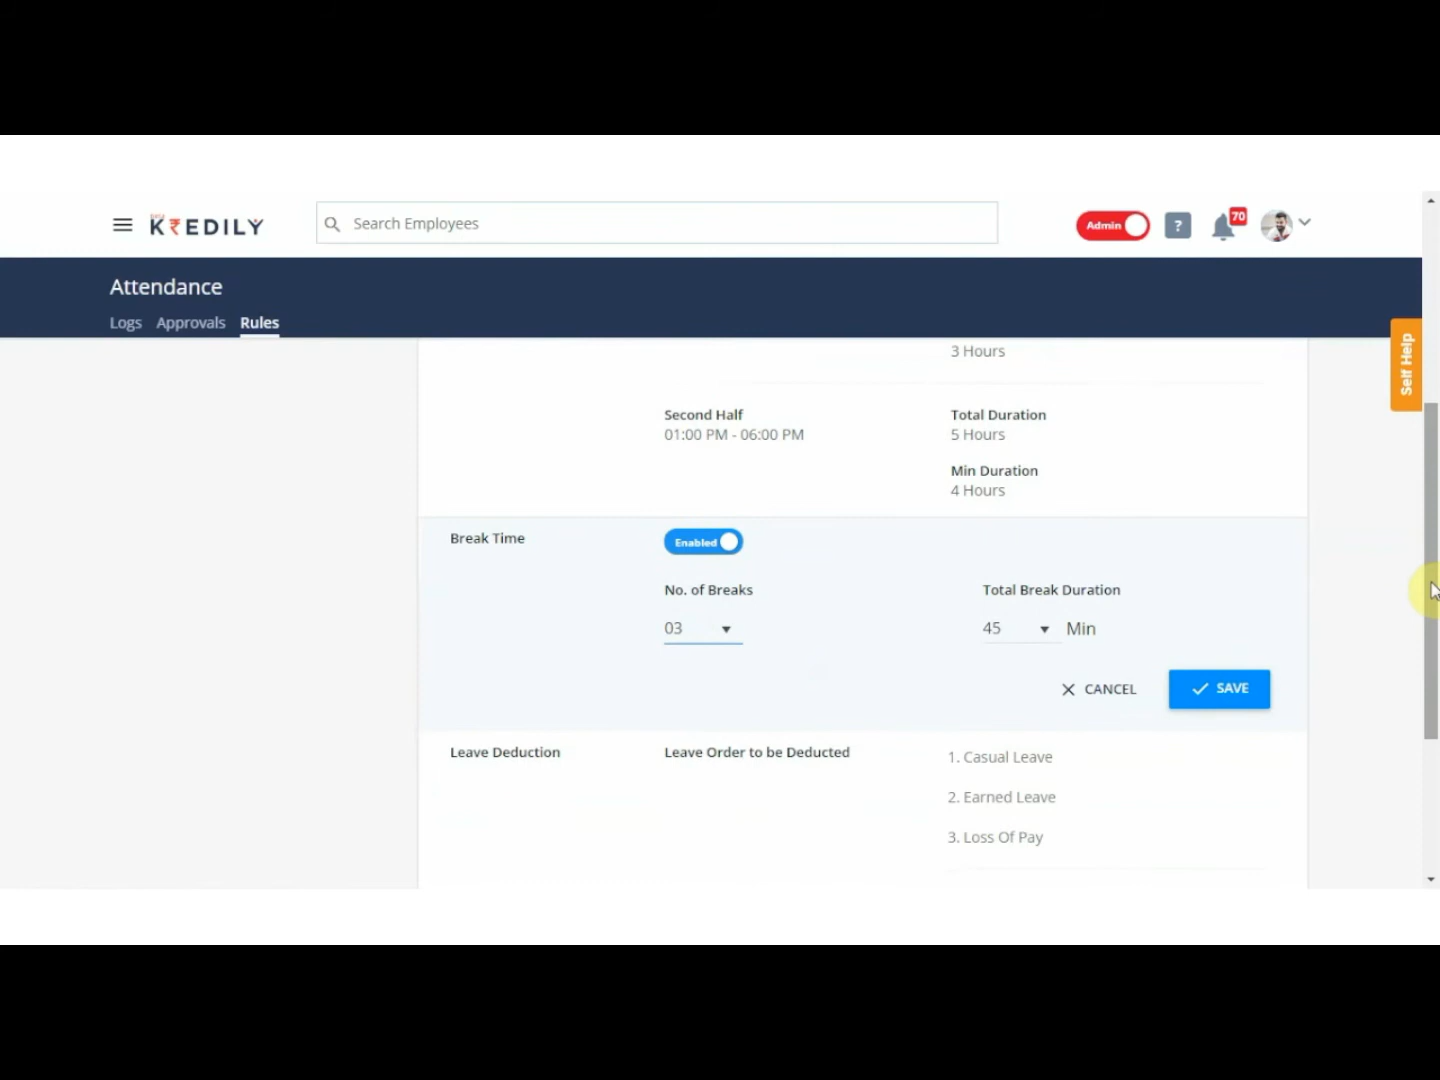 KREDILY
Search Employees
Admin
?
70
Attendance
Logs Approvals Rules
Self Help
3 Hours
Second Half
01:00 PM - 06:00 PM
Total Duration
5 Hours
Min Duration
4 Hours
Break Time
Enabled
No. of Breaks
Total Break Duration
03
45 Min
CANCEL
SAVE
Leave Deduction
Leave Order to be Deducted
1. Casual Leave
2. Earned Leave
3. Loss Of Pay